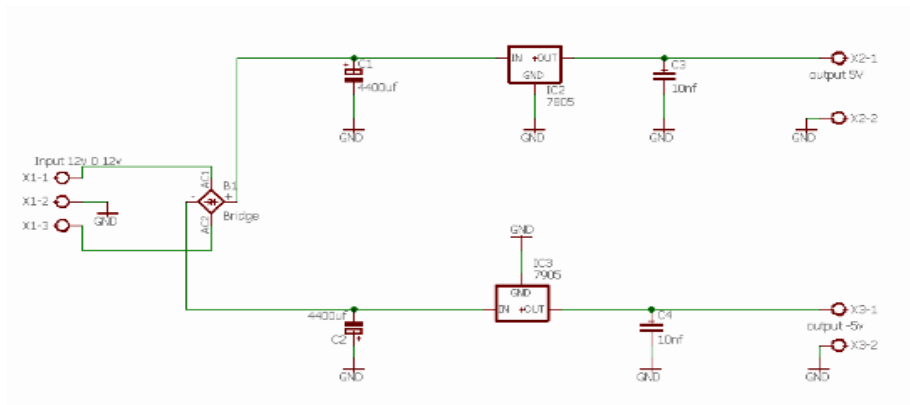 C1
4400uf
GND
IN +OUT
GND
IC2
7805
GND
C3
10nf
GND
X2-1
output 5V
X2-2
GND
Input 12v 0 12v
X1-1
X1-2
X1-3
GND
AC1
B1
- +
AC2
Bridge
GND
IC3
7905
GND
IN +OUT
4400uf
C2
+
GND
C4
10nf
GND
X3-1
output -5v
X3-2
GND